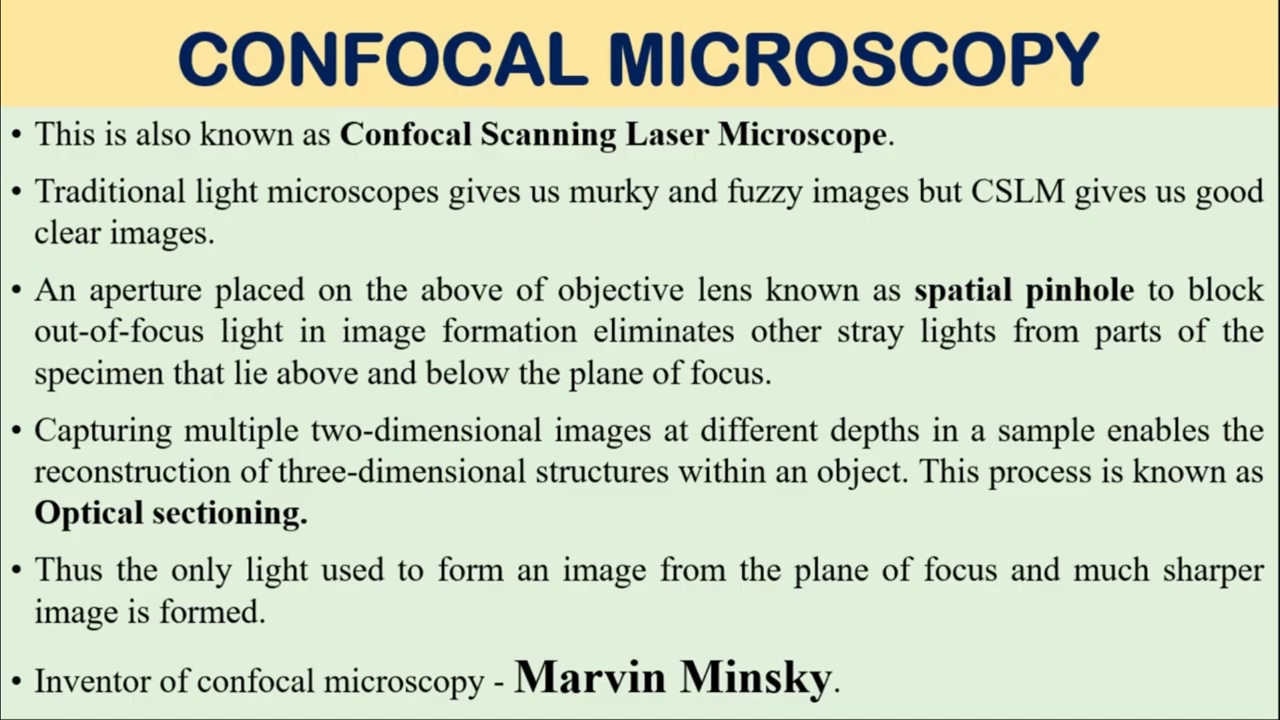 CONFOCAL MICROSCOPY
• This is also known as Confocal Scanning Laser Microscope.
• Traditional light microscopes gives us murky and fuzzy images but CSLM gives us good
clear images.
• An aperture placed on the above of objective lens known as spatial pinhole to block
out-of-focus light in image formation eliminates other stray lights from parts of the
specimen that lie above and below the plane of focus.
• Capturing multiple two-dimensional images at different depths in a sample enables the
reconstruction of three-dimensional structures within an object. This process is known as
Optical sectioning.
• Thus the only light used to form an image from the plane of focus and much sharper
image is formed.
• Inventor of confocal microscopy - Marvin Minsky.